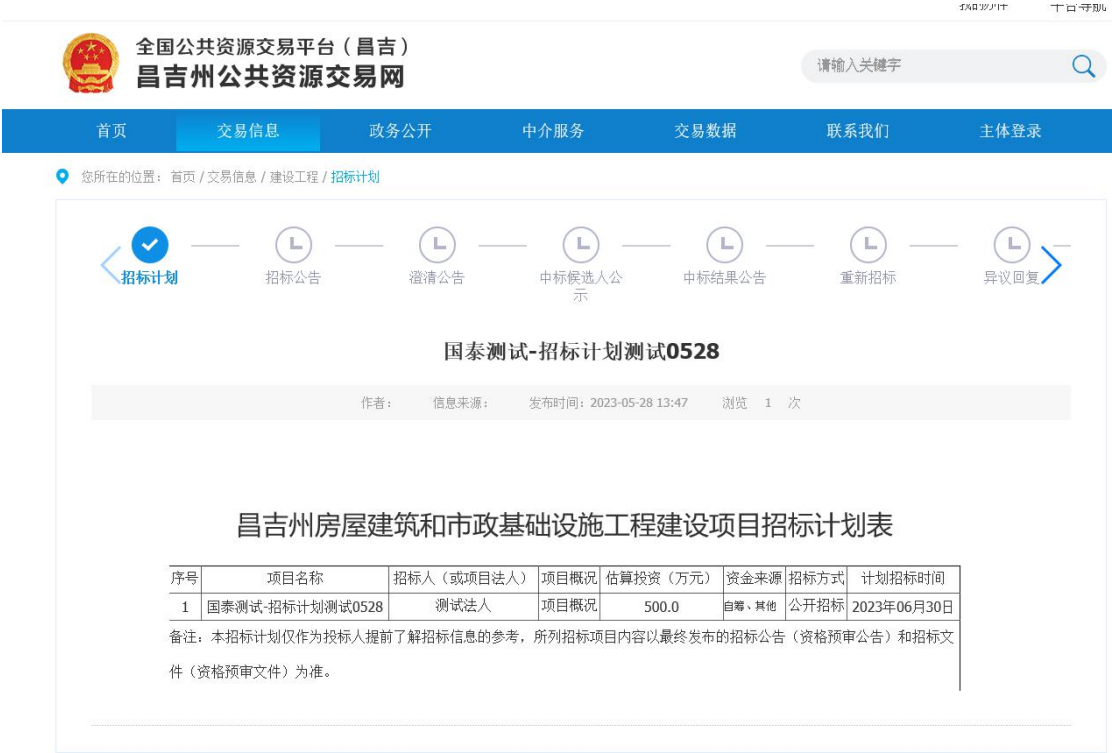 全国公共资源交易平台（昌吉）
昌吉州公共资源交易网
请输入关键字
首页 交易信息 政务公开 中介服务 交易数据 联系我们 主体登录
您所在的位置：首页 / 交易信息 / 建设工程 / 招标计划
招标计划 招标公告 澄清公告 中标候选人公示 中标结果公告 重新招标 异议回复
国泰测试-招标计划测试0528
作者： 信息来源： 发布时间：2023-05-28 13:47 浏览 1 次
昌吉州房屋建筑和市政基础设施工程建设项目招标计划表
序号 项目名称 招标人（或项目法人） 项目概况 估算投资（万元） 资金来源 招标方式 计划招标时间
1 国泰测试-招标计划测试0528 测试法人 项目概况 500.0 自筹、其他 公开招标 2023年06月30日
备注：本招标计划仅作为投标人提前了解招标信息的参考，所列招标项目内容以最终发布的招标公告（资格预审公告）和招标文
件（资格预审文件）为准。